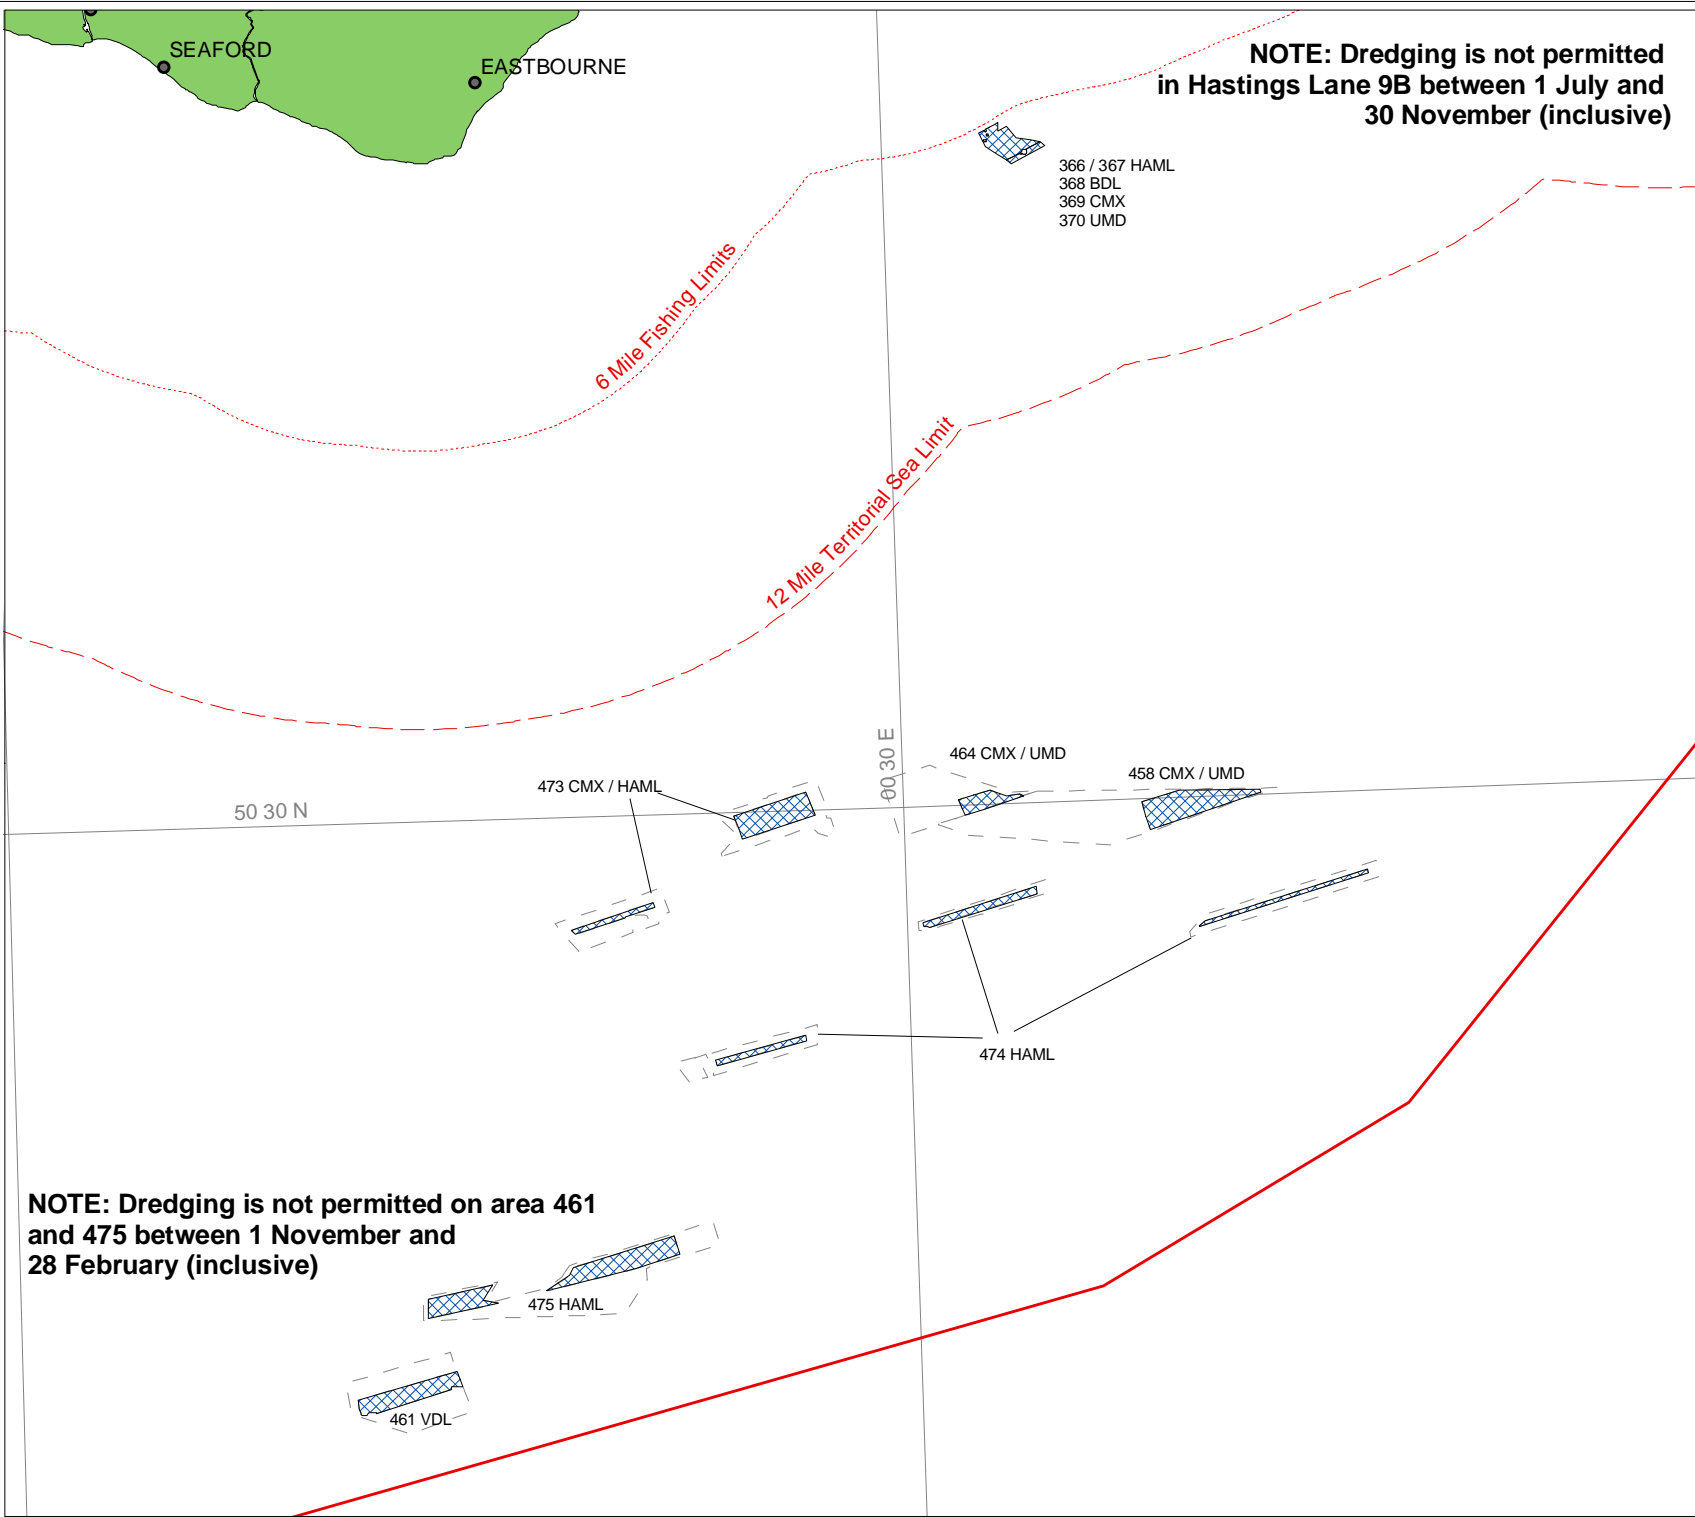 SEAFORD
EASTBOURNE
NOTE: Dredging is not permitted
in Hastings Lane 9B between 1 July and
30 November (inclusive)
366 / 367 HAML
368 BDL
369 CMX
370 UMD
6 Mile Fishing Limits
12 Mile Territorial Sea Limit
00 30 E
464 CMX / UMD
458 CMX / UMD
473 CMX / HAML
50 30 N
474 HAML
NOTE: Dredging is not permitted on area 461
and 475 between 1 November and
28 February (inclusive)
475 HAML
461 VDL